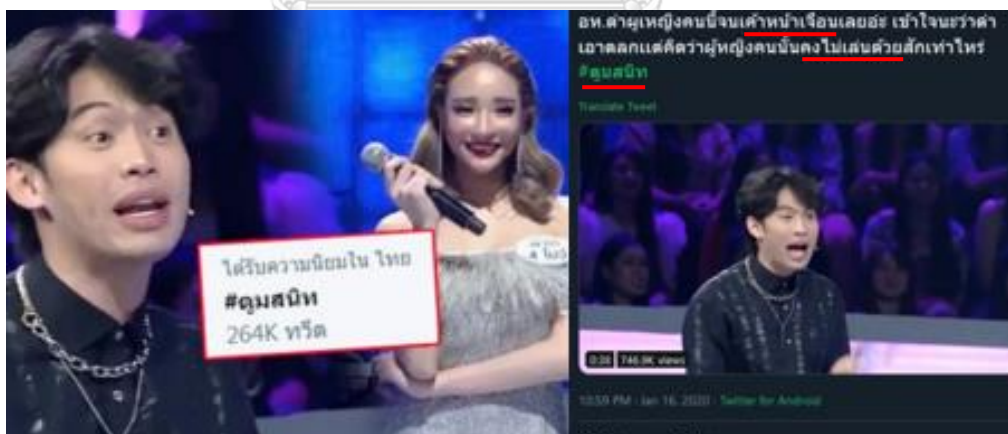 ได้รับความนิยมใน ไทย
#ดูมสนิท
264K ทวีต
อห.ด่าผู้เหญิงคนนี้จนเค้าหน้าเจือนเลยอ่ะ เข้าใจนะว่าด่า
เอาตลกแต่คิดว่าผู้หญิงคนนั้นคงไม่เล่นด้วยสักเท่าไหร่
#ดูมสนิท
Translate Tweet
0:38 746.9K views
10:59 PM · Jan 16, 2020 · Twitter for Android